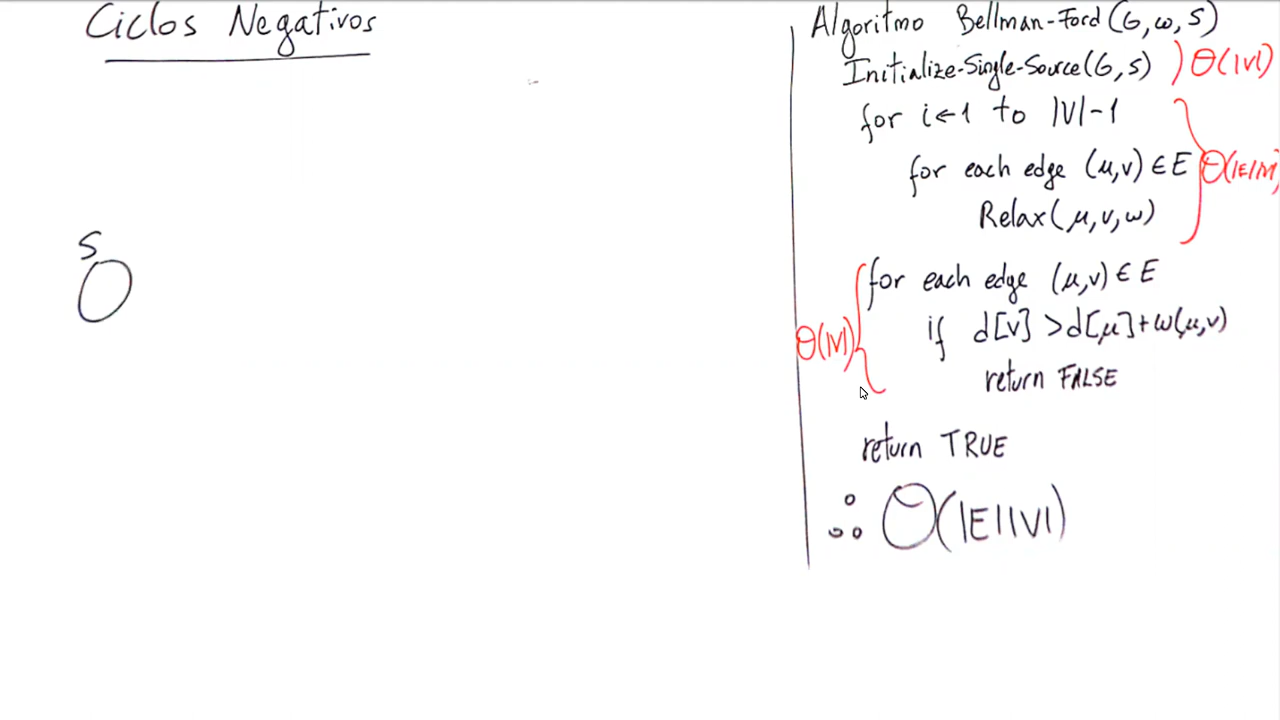 Ciclos Negativos
S
Algoritmo Bellman-Ford(G,w,s)
Initialize-Single-Source(G,s) Θ(|V|)
for i←1 to |V|-1
for each edge (μ,v) ∈ E Θ(|E||V|)
Relax(μ,v,w)
for each edge (μ,v) ∈ E
if d[v] > d[μ]+w(μ,v)
Θ(|V|)
return FALSE
return TRUE
∴ Θ(|E||V|)